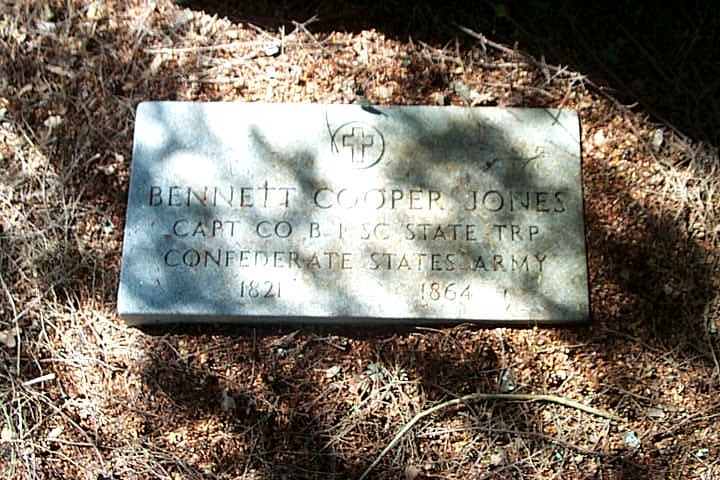 BENNETT COOPER JONES
CAPT CO B 1 SC STATE TRP
CONFEDERATE STATES ARMY
1821 1864